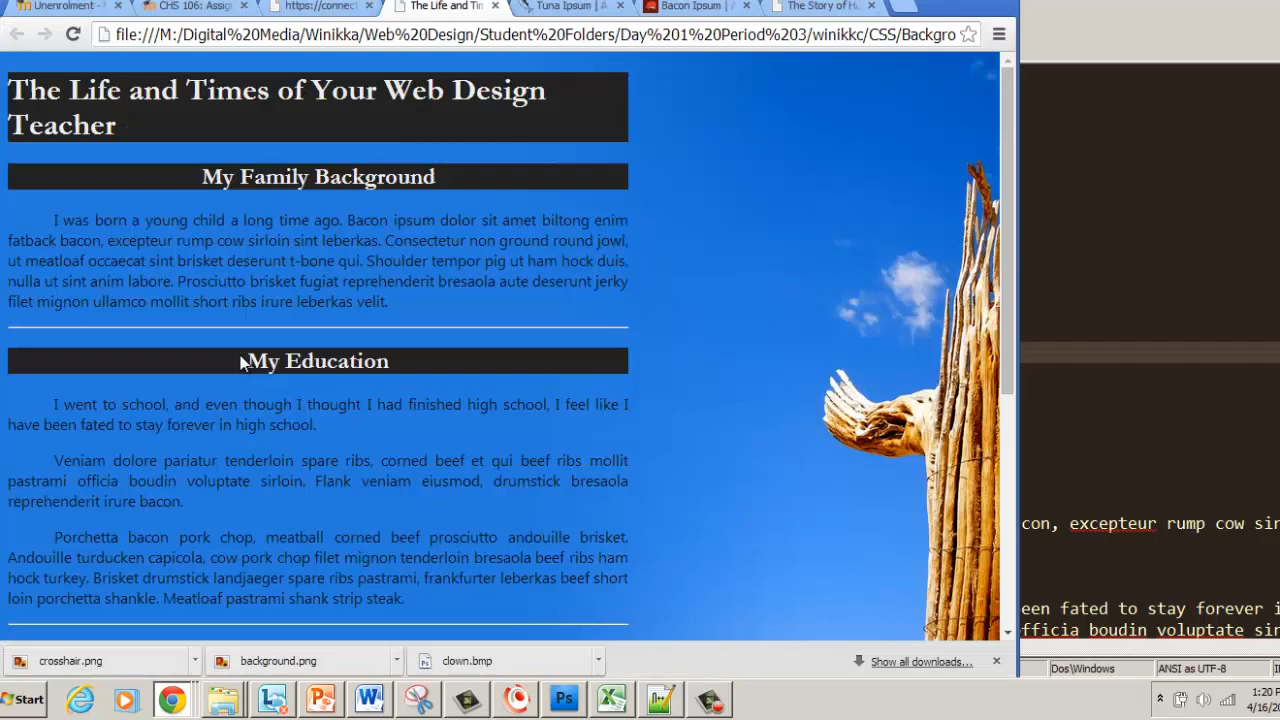 Unenrolment - M
CHS 106: Assig
https://connec
The Life and Tim
Tuna Ipsum | A
Bacon Ipsum | A
The Story of H
file:///M:/Digital%20Media/Winikka/Web%20Design/Student%20Folders/Day%201%20Period%203/winikkc/CSS/Backgro
The Life and Times of Your Web Design
Teacher
My Family Background
I was born a young child a long time ago. Bacon ipsum dolor sit amet biltong enim
fatback bacon, excepteur rump cow sirloin sint leberkas. Consectetur non ground round jowl,
ut meatloaf occaecat sint brisket deserunt t-bone qui. Shoulder tempor pig ut ham hock duis,
nulla ut sint anim labore. Prosciutto brisket fugiat reprehenderit bresaola aute deserunt jerky
filet mignon ullamco mollit short ribs irure leberkas velit.
My Education
I went to school, and even though I thought I had finished high school, I feel like I
have been fated to stay forever in high school.
Veniam dolore pariatur tenderloin spare ribs, corned beef et qui beef ribs mollit
pastrami officia boudin voluptate sirloin. Flank veniam eiusmod, drumstick bresaola
reprehenderit irure bacon.
Porchetta bacon pork chop, meatball corned beef prosciutto andouille brisket.
Andouille turducken capicola, cow pork chop filet mignon tenderloin bresaola beef ribs ham
hock turkey. Brisket drumstick landjaeger spare ribs pastrami, frankfurter leberkas beef short
loin porchetta shankle. Meatloaf pastrami shank strip steak.
con, excepteur rump cow sir
een fated to stay forever i
fficia boudin voluptate sir
crosshair.png
background.png
clown.bmp
Show all downloads...
Dos\Windows
ANSI as UTF-8
Start
1:20 P
4/16/2